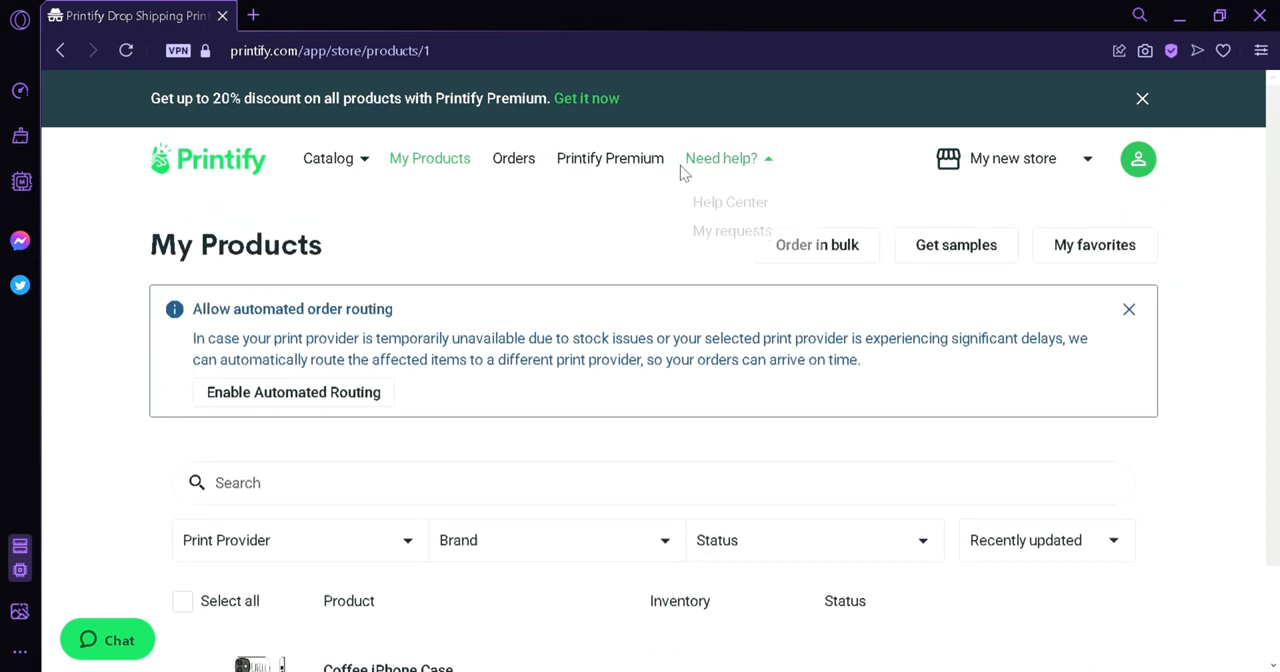 Printify Drop Shipping Prin
VPN
printify.com/app/store/products/1
Get up to 20% discount on all products with Printify Premium. Get it now
Printify
Catalog
My Products
Orders
Printify Premium
Need help?
My new store
Help Center
My requests
My Products
Order in bulk
Get samples
My favorites
Allow automated order routing
In case your print provider is temporarily unavailable due to stock issues or your selected print provider is experiencing significant delays, we
can automatically route the affected items to a different print provider, so your orders can arrive on time.
Enable Automated Routing
Search
Print Provider
Brand
Status
Recently updated
Select all
Product
Inventory
Status
Chat
Coffee iPhone Case